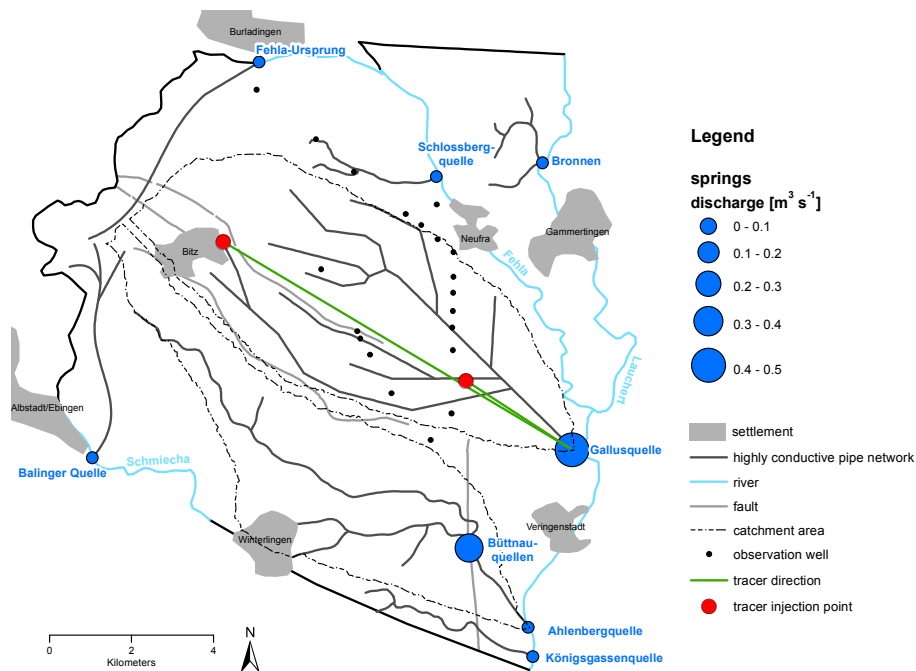 Burladingen
Fehla-Ursprung
Schlossberg-
quelle
Bronnen
Neufra
Gammertingen
Bitz
Fehla
Lauchert
Albstadt/Ebingen
Balinger Quelle
Schmiecha
Gallusquelle
Winterlingen
Büttnau-
quellen
Veringenstadt
Ahlenbergquelle
Königsgassenquelle
0 2 4
Kilometers
N
Legend
springs
discharge [m³ s⁻¹]
0 - 0.1
0.1 - 0.2
0.2 - 0.3
0.3 - 0.4
0.4 - 0.5
settlement
highly conductive pipe network
river
fault
catchment area
observation well
tracer direction
tracer injection point